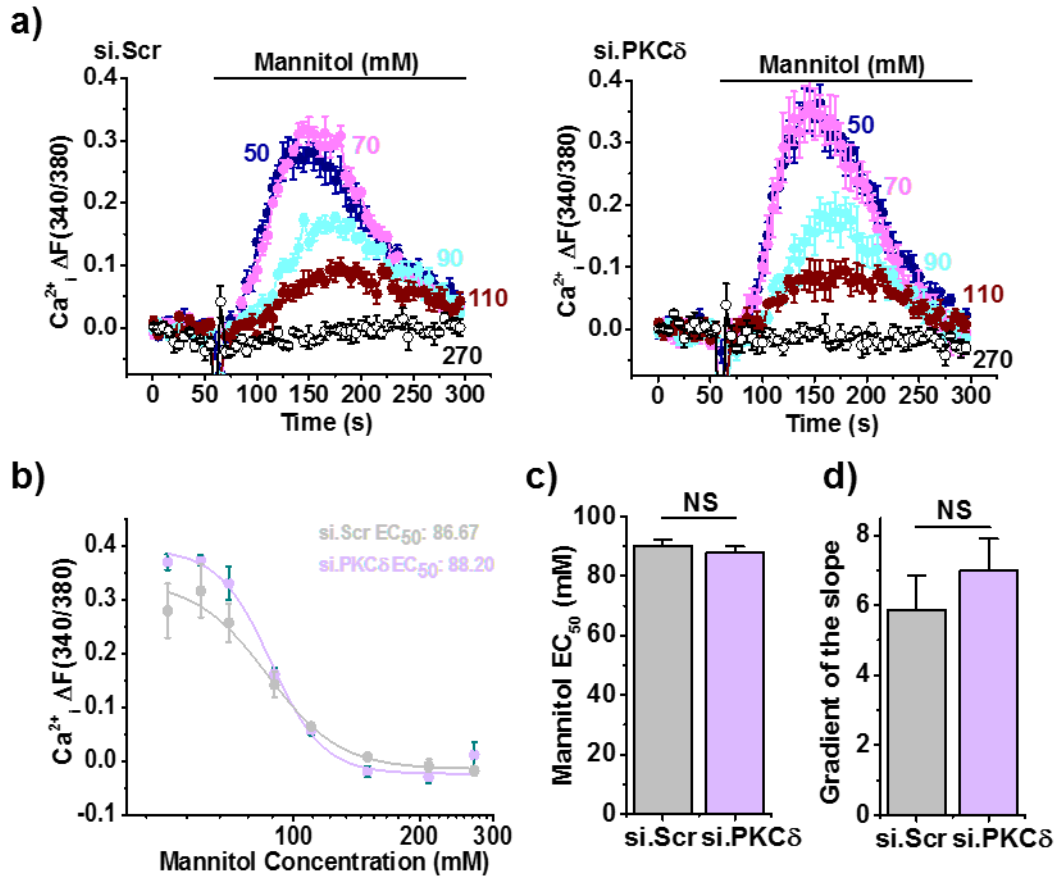 a)
si.Scr
Mannitol (mM)
0.4
0.3
0.2
0.1
0.0
Ca²⁺ᵢ ΔF(340/380)
50
70
90
110
270
0 50 100 150 200 250 300
Time (s)
si.PKCδ
Mannitol (mM)
0.4
0.3
0.2
0.1
0.0
Ca²⁺ᵢ ΔF(340/380)
50
70
90
110
270
0 50 100 150 200 250 300
Time (s)
b)
si.Scr EC₅₀: 86.67
si.PKCδ EC₅₀: 88.20
0.4
0.3
0.2
0.1
0.0
-0.1
Ca²⁺ᵢ ΔF(340/380)
100 200 300
Mannitol Concentration (mM)
c)
NS
100
80
60
40
20
0
Mannitol EC₅₀ (mM)
si.Scr si.PKCδ
d)
NS
8
6
4
2
0
Gradient of the slope
si.Scr si.PKCδ